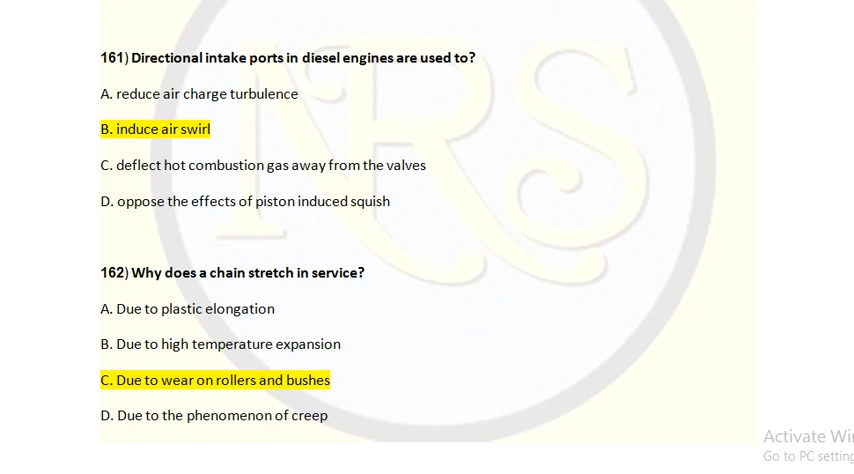 161) Directional intake ports in diesel engines are used to?
A. reduce air charge turbulence
B. induce air swirl
C. deflect hot combustion gas away from the valves
D. oppose the effects of piston induced squish
162) Why does a chain stretch in service?
A. Due to plastic elongation
B. Due to high temperature expansion
C. Due to wear on rollers and bushes
D. Due to the phenomenon of creep
NRS
Activate Wi
Go to PC setting